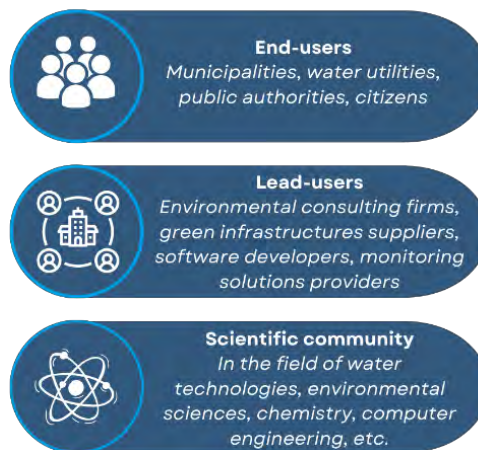 End-users
Municipalities, water utilities,
public authorities, citizens
Lead-users
Environmental consulting firms,
green infrastructures suppliers,
software developers, monitoring
solutions providers
Scientific community
In the field of water
technologies, environmental
sciences, chemistry, computer
engineering, etc.